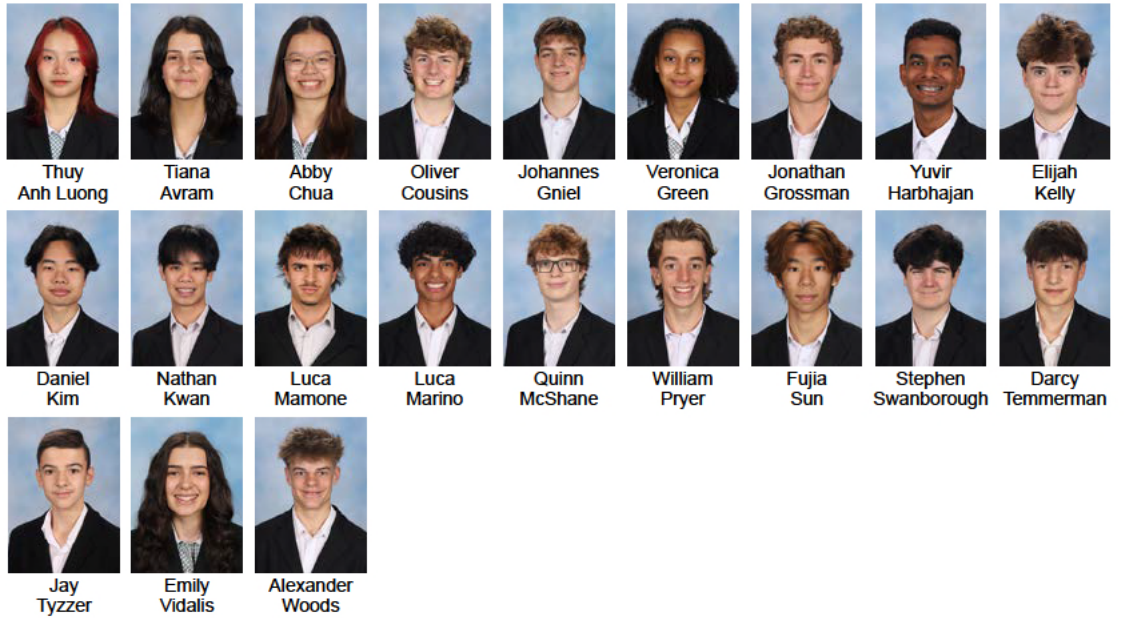 Thuy
Anh Luong
Tiana
Avram
Abby
Chua
Oliver
Cousins
Johannes
Gniel
Veronica
Green
Jonathan
Grossman
Yuvir
Harbhajan
Elijah
Kelly
Daniel
Kim
Nathan
Kwan
Luca
Mamone
Luca
Marino
Quinn
McShane
William
Pryer
Fujia
Sun
Stephen
Swanborough
Darcy
Temmerman
Jay
Tyzzer
Emily
Vidalis
Alexander
Woods